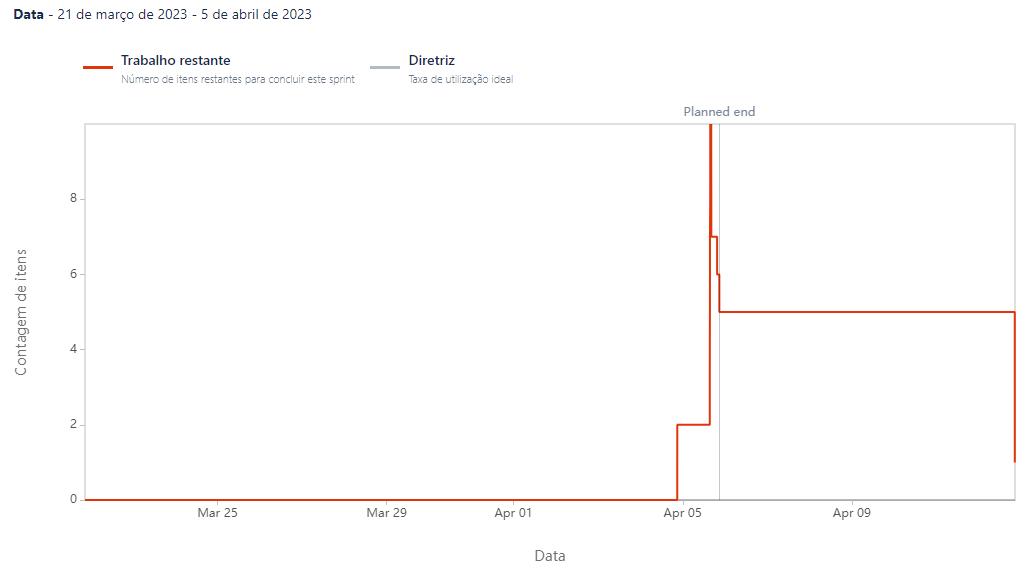 Data - 21 de março de 2023 - 5 de abril de 2023
Trabalho restante
Número de itens restantes para concluir este sprint
Diretriz
Taxa de utilização ideal
Planned end
8
6
4
2
0
Contagem de itens
Mar 25
Mar 29
Apr 01
Apr 05
Apr 09
Data